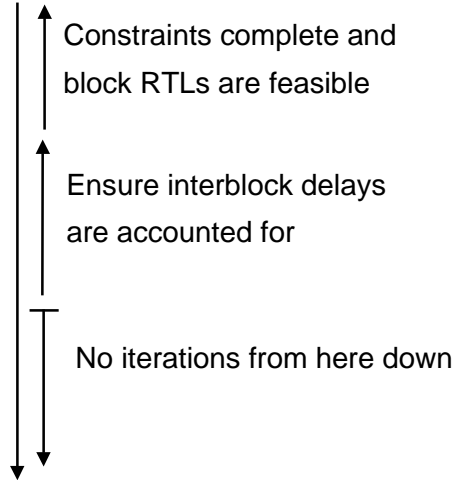 Constraints complete and
block RTLs are feasible
Ensure interblock delays
are accounted for
No iterations from here down